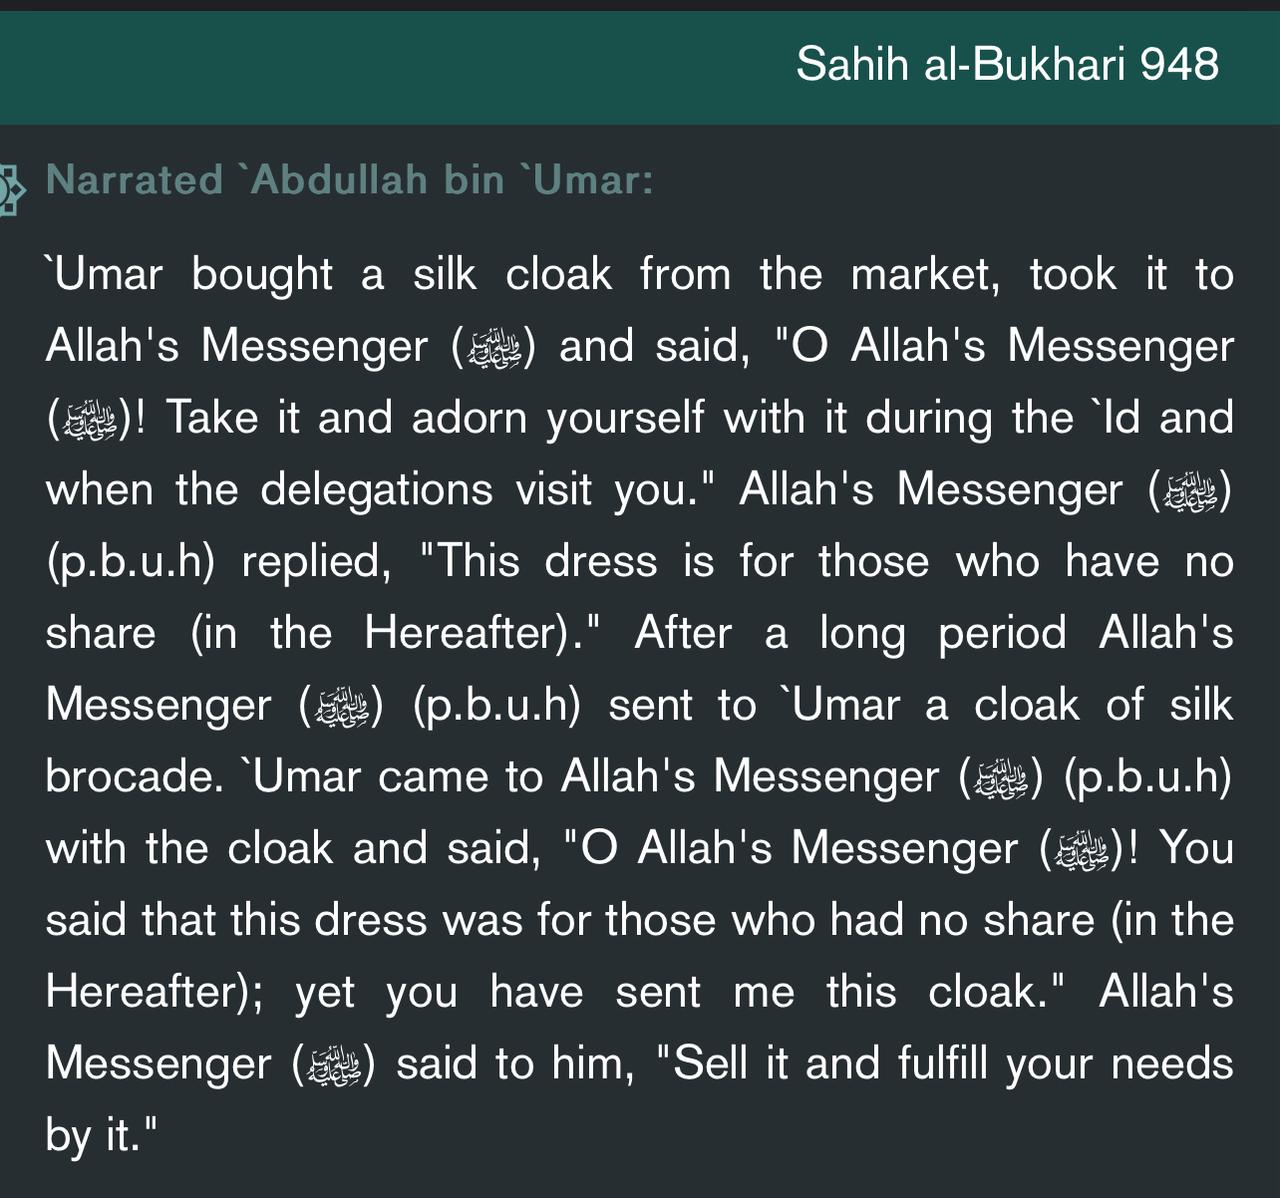 Sahih al-Bukhari 948
Narrated `Abdullah bin `Umar:
`Umar bought a silk cloak from the market, took it to
Allah's Messenger (ﷺ) and said, "O Allah's Messenger
(ﷺ)! Take it and adorn yourself with it during the `Id and
when the delegations visit you." Allah's Messenger (ﷺ)
(p.b.u.h) replied, "This dress is for those who have no
share (in the Hereafter)." After a long period Allah's
Messenger (ﷺ) (p.b.u.h) sent to `Umar a cloak of silk
brocade. `Umar came to Allah's Messenger (ﷺ) (p.b.u.h)
with the cloak and said, "O Allah's Messenger (ﷺ)! You
said that this dress was for those who had no share (in the
Hereafter); yet you have sent me this cloak." Allah's
Messenger (ﷺ) said to him, "Sell it and fulfill your needs
by it."